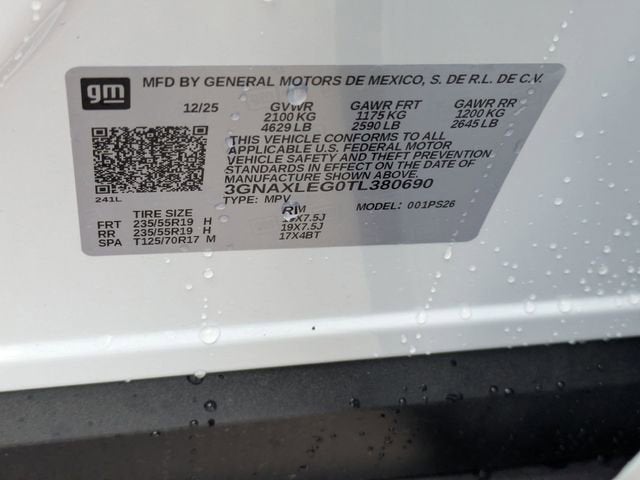 gm
MFD BY GENERAL MOTORS DE MEXICO, S. DE R.L. DE C.V.
12/25 GVWR GAWR FRT GAWR RR
2100 KG 1175 KG 1200 KG
4629 LB 2590 LB 2645 LB
THIS VEHICLE CONFORMS TO ALL
APPLICABLE U.S. FEDERAL MOTOR
VEHICLE SAFETY AND THEFT PREVENTION
STANDARDS IN EFFECT ON THE DATE OF
MANUFACTURE SHOWN ABOVE.
3GNAXLEG0TL380690
241L TYPE: MPV MODEL: 001PS26
TIRE SIZE RIM
FRT 235/55R19 H X7.5J
RR 235/55R19 H 19X7.5J
SPA T125/70R17 M 17X4BT